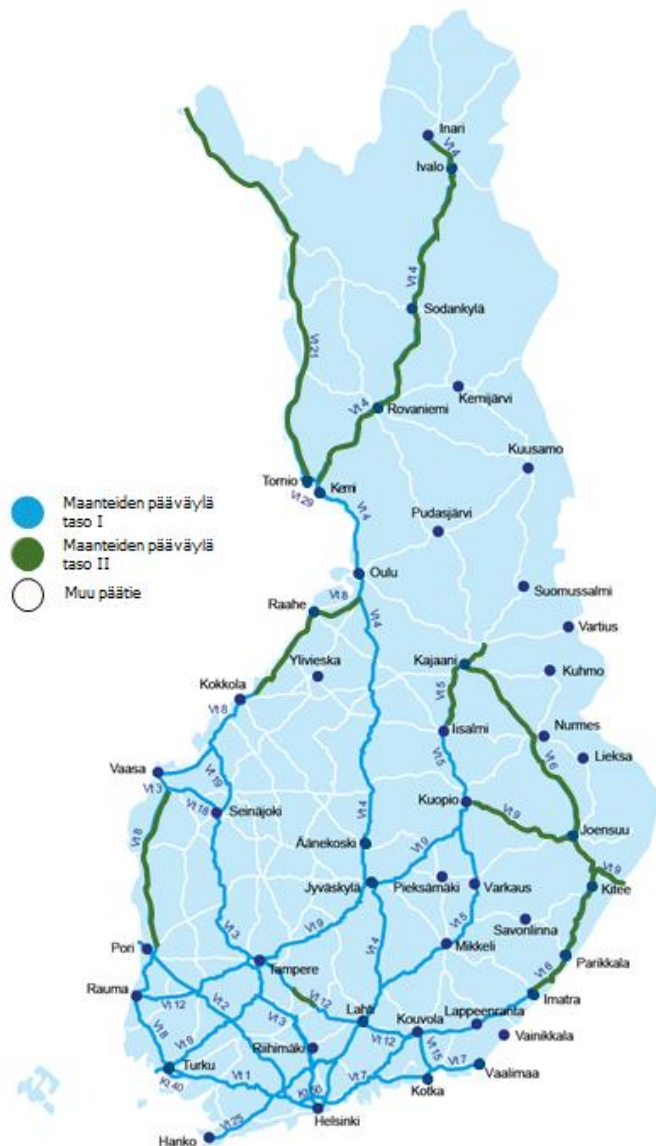 Inari
Vt 4
Ivalo
Vt 4
Sodankylä
Vt 21
Kemijärvi
Vt 4
Rovaniemi
Kuusamo
Tornio
Kemi
Vt 29
Maanteiden pääväylä
taso I
Vt 4
Pudasjärvi
Maanteiden pääväylä
taso II
Oulu
Muu päätie
Suomussalmi
Vt 8
Raahe
Vt 4
Vartius
Ylivieska
Kajaani
Kuhmo
Kokkola
Vt 5
Vt 8
Iisalmi
Nurmes
Vt 6
Lieksa
Vt 5
Vaasa
Vt 19
Vt 3
Vt 18
Seinäjoki
Kuopio
Vt 9
Vt 4
Vt 8
Äänekoski
Joensuu
Vt 9
Vt 9
Jyväskylä
Pieksämäki
Varkaus
Kitee
Vt 5
Savonlinna
Vt 3
Vt 9
Pori
Vt 4
Mikkeli
Tampere
Parikkala
Vt 6
Rauma
Vt 2
Vt 12
Vt 12
Imatra
Lahti
Lappeenranta
Kouvola
Vt 3
Vt 8
Vt 9
Riihimäki
Vt 12
Vainikkala
Vt 15
Turku
Vt 1
Kt 50
Vt 7
Vt 7
Vaalimaa
Kt 40
Kotka
Helsinki
Vt 25
Hanko